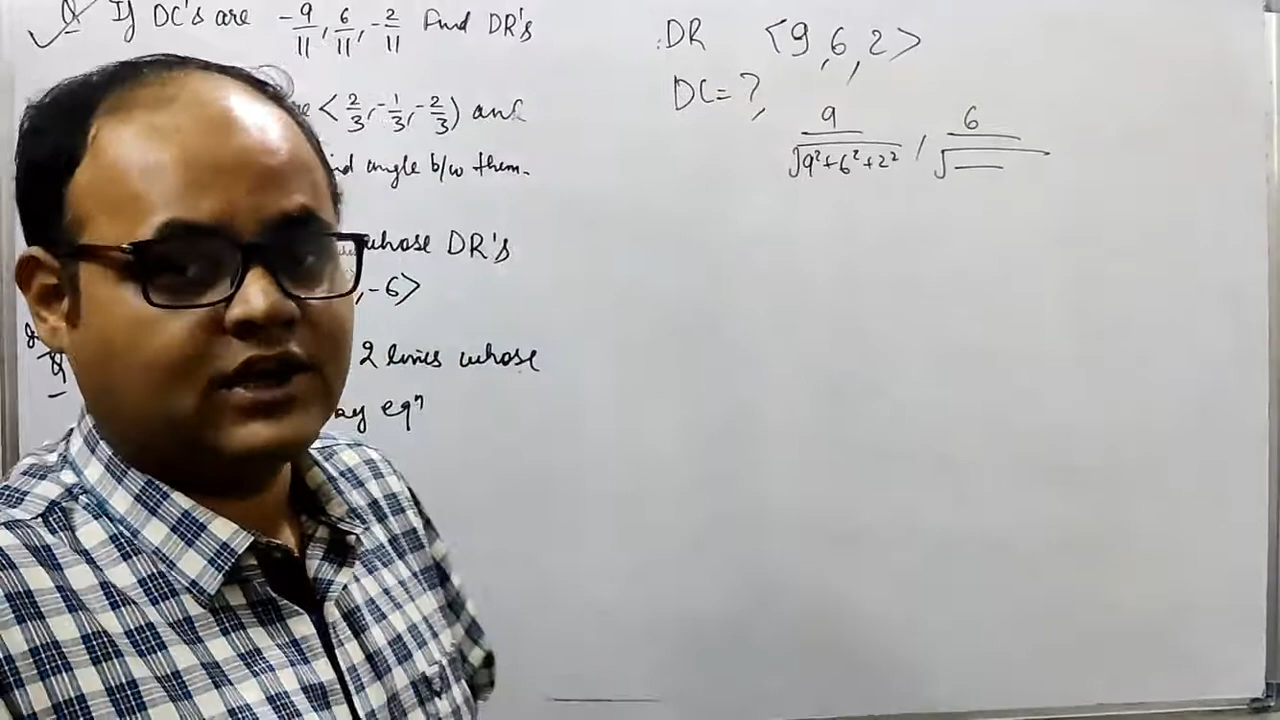 Q If DC's are -9/11, 6/11, -2/11 Find DR's
< 2/3, -1/3, -2/3 ) and
angle b/w them.
whose DR's
, -6>
Q 2 lines whose
eqⁿ
DR <9, 6, 2>
DC = ?,
9/√(9²+6²+2²) , 6/√